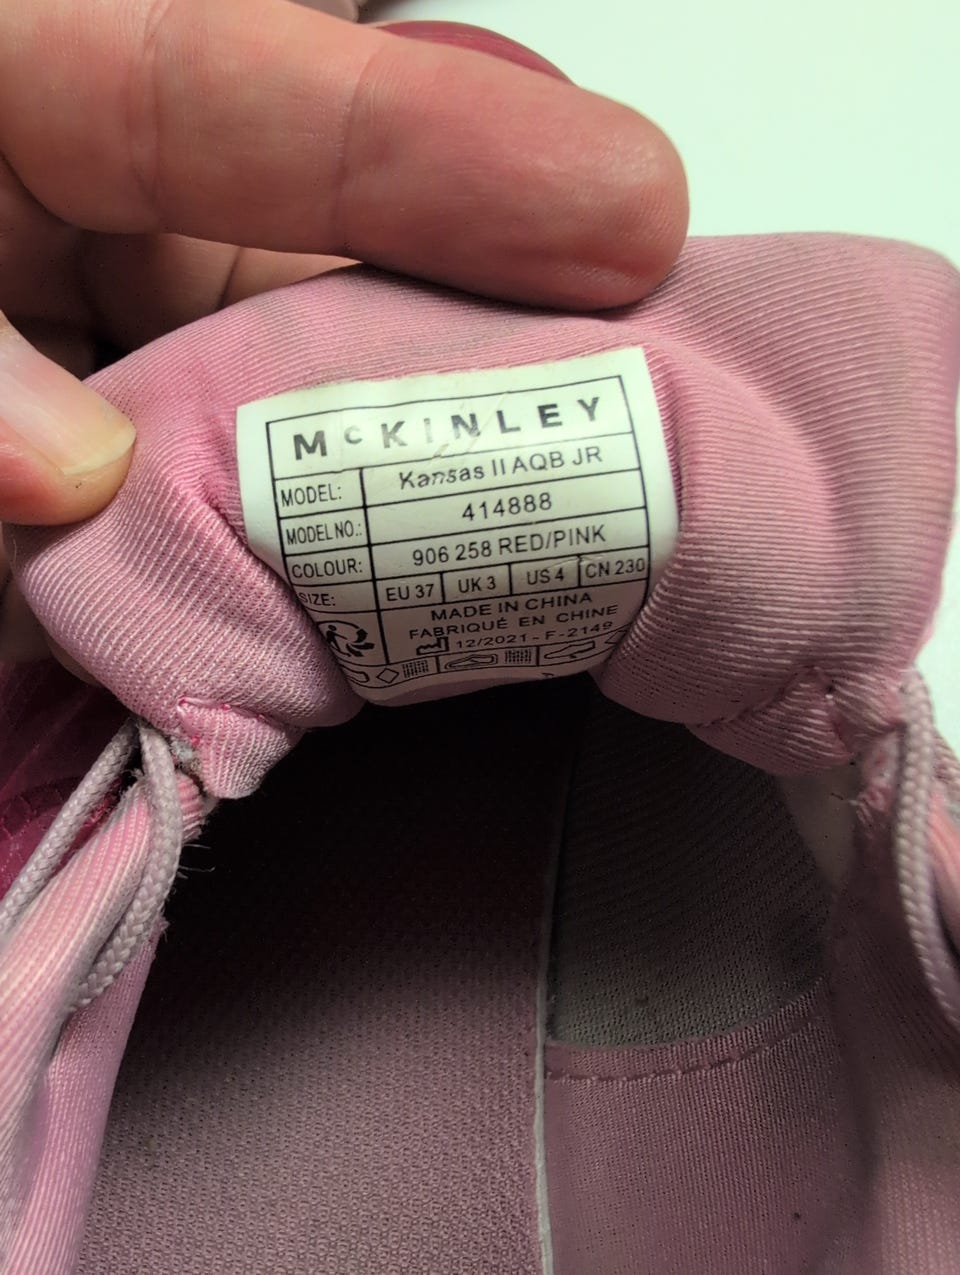 McKINLEY
MODEL: Kansas II AQB JR
MODEL NO.: 414888
COLOUR: 906 258 RED/PINK
SIZE: EU 37 UK 3 US 4 CN 230
MADE IN CHINA
FABRIQUÉ EN CHINE
12/2021 - F-2149